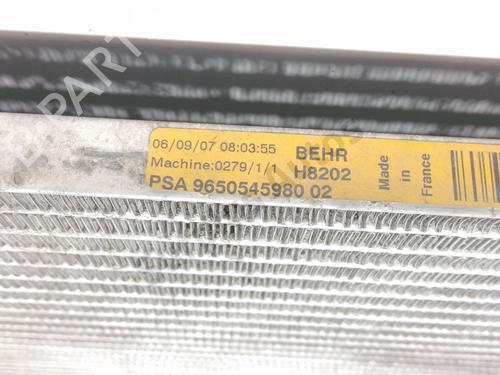 06/09/07 08:03:55 BEHR
Machine:0279/1/1 H8202
PSA 9650545980 02
Made
in
France